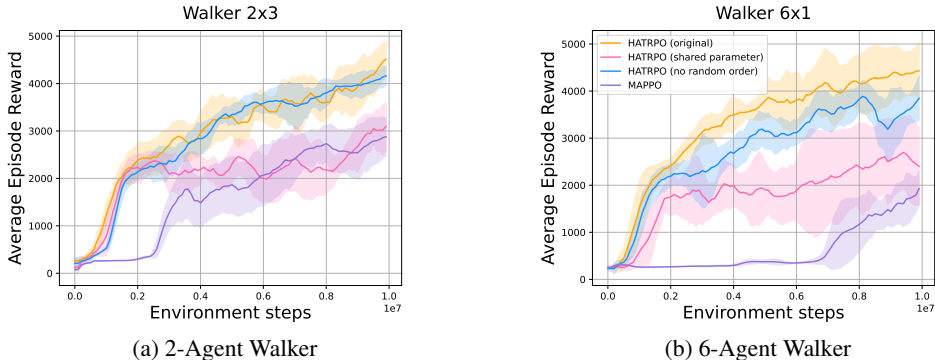 Walker 2x3
Average Episode Reward
5000
4000
3000
2000
1000
0
0.0 0.2 0.4 0.6 0.8 1.0
1e7
Environment steps
(a) 2-Agent Walker
Walker 6x1
Average Episode Reward
5000
4000
3000
2000
1000
0
HATRPO (original)
HATRPO (shared parameter)
HATRPO (no random order)
MAPPO
0.0 0.2 0.4 0.6 0.8 1.0
1e7
Environment steps
(b) 6-Agent Walker